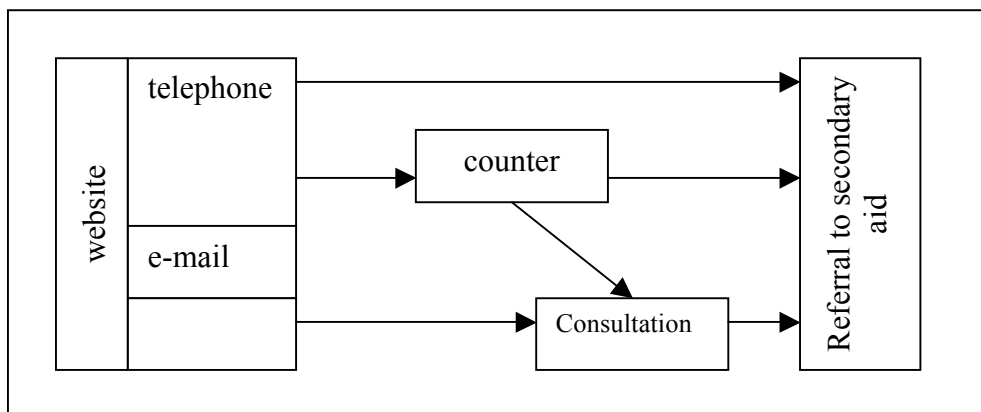 website
telephone
e-mail
counter
Consultation
Referral to secondary
aid